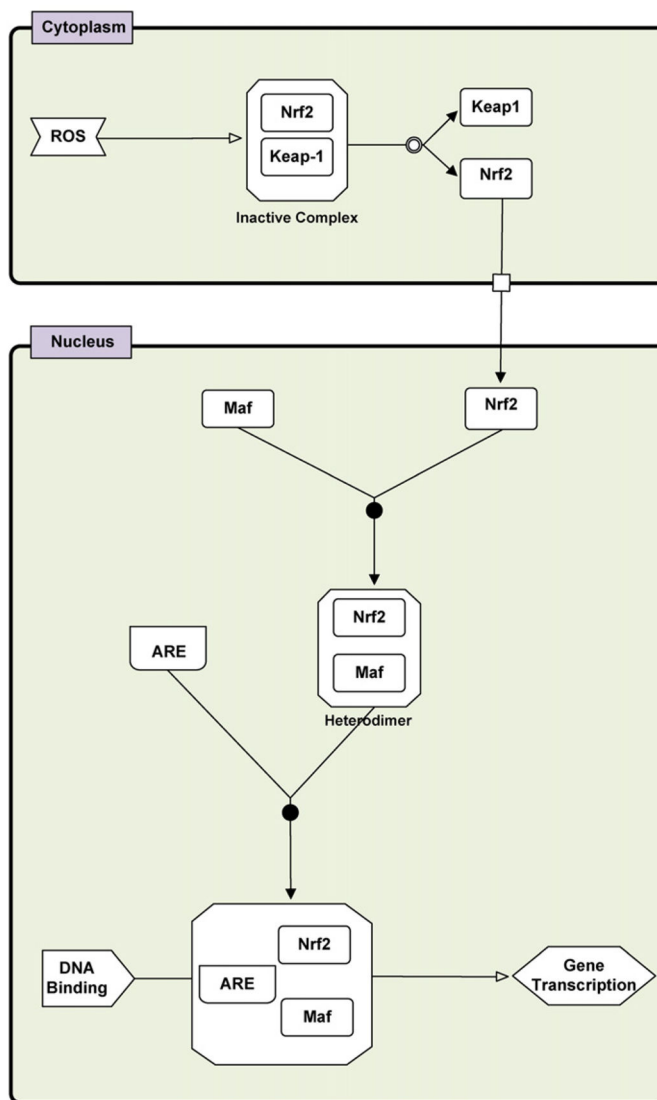 Cytoplasm
ROS
Nrf2
Keap-1
Inactive Complex
Keap1
Nrf2
Nucleus
Maf
Nrf2
Nrf2
Maf
Heterodimer
ARE
DNA
Binding
Nrf2
ARE
Maf
Gene
Transcription